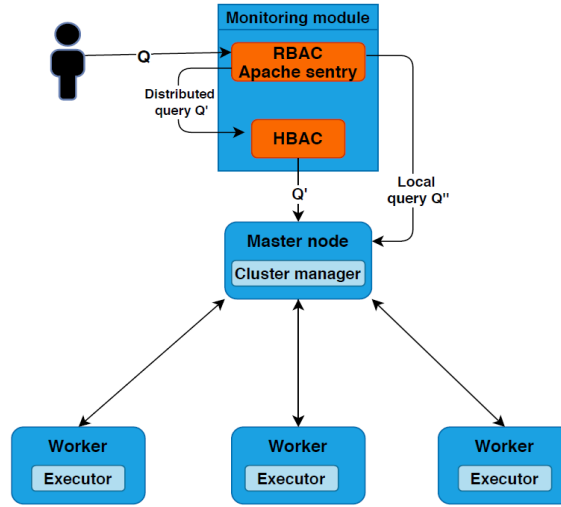 Monitoring module
Q
RBAC
Apache sentry
Distributed
query Q'
HBAC
Q'
Local
query Q"
Master node
Cluster manager
Worker
Executor
Worker
Executor
Worker
Executor